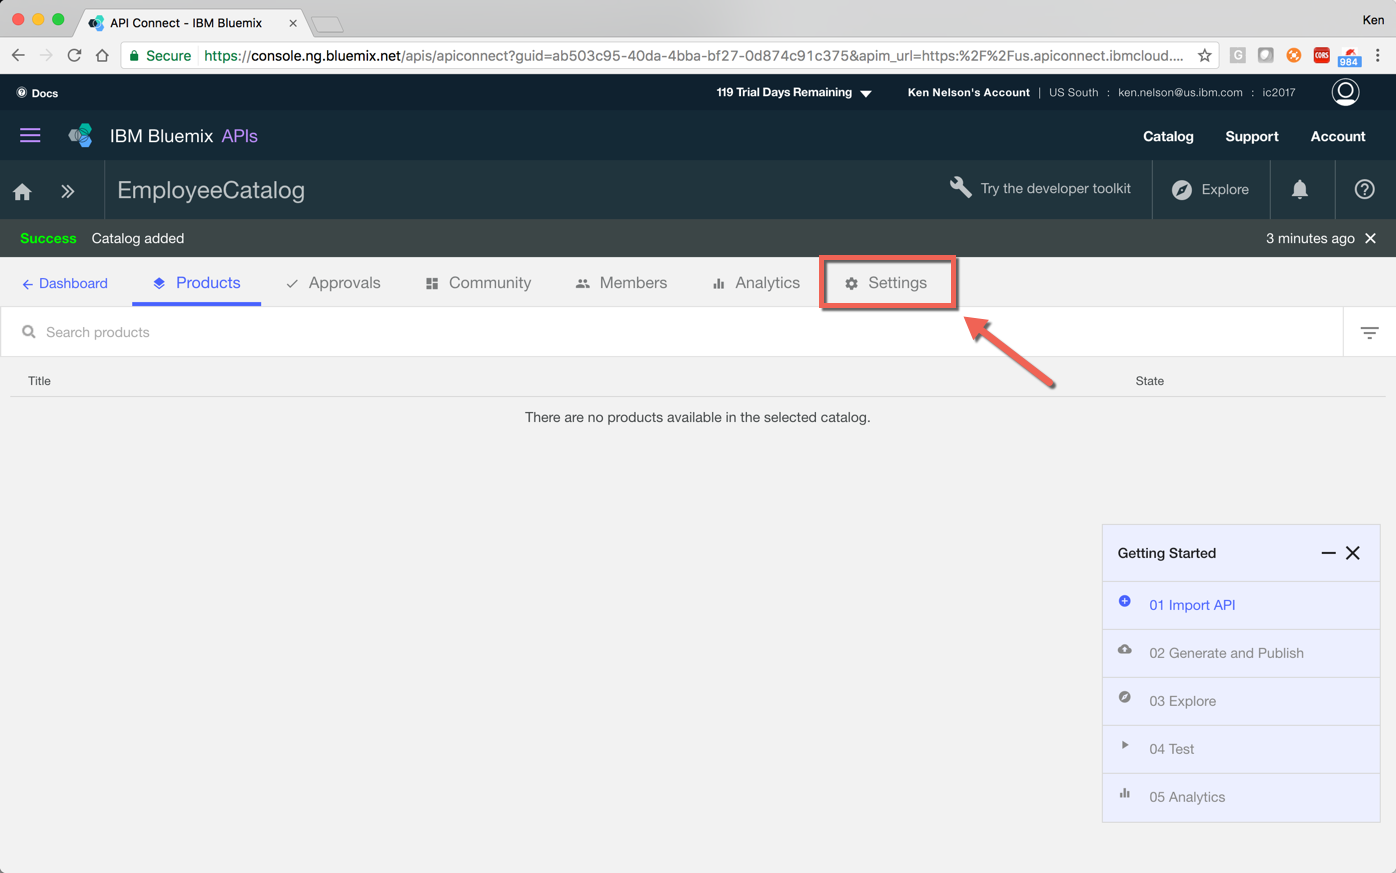 API Connect - IBM Bluemix
Ken
Secure https://console.ng.bluemix.net/apis/apiconnect?guid=ab503c95-40da-4bba-bf27-0d874c91c375&apim_url=https:%2F%2Fus.apiconnect.ibmcloud....
G
CORS
984
Docs
119 Trial Days Remaining
Ken Nelson's Account | US South : ken.nelson@us.ibm.com : ic2017
IBM Bluemix APIs
Catalog Support Account
EmployeeCatalog
Try the developer toolkit
Explore
Success Catalog added
3 minutes ago
Dashboard Products Approvals Community Members Analytics Settings
Search products
Title State
There are no products available in the selected catalog.
Getting Started
01 Import API
02 Generate and Publish
03 Explore
04 Test
05 Analytics